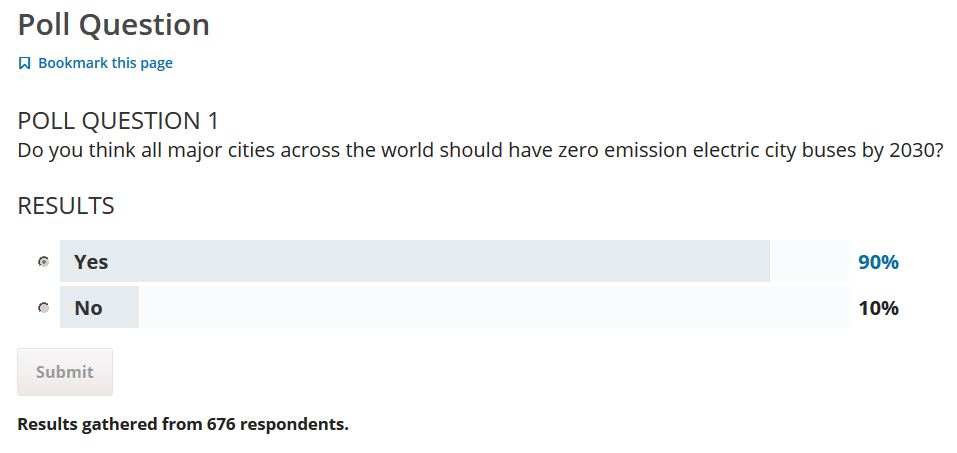 Poll Question
Bookmark this page
POLL QUESTION 1
Do you think all major cities across the world should have zero emission electric city buses by 2030?
RESULTS
Yes 90%
No 10%
Submit
Results gathered from 676 respondents.